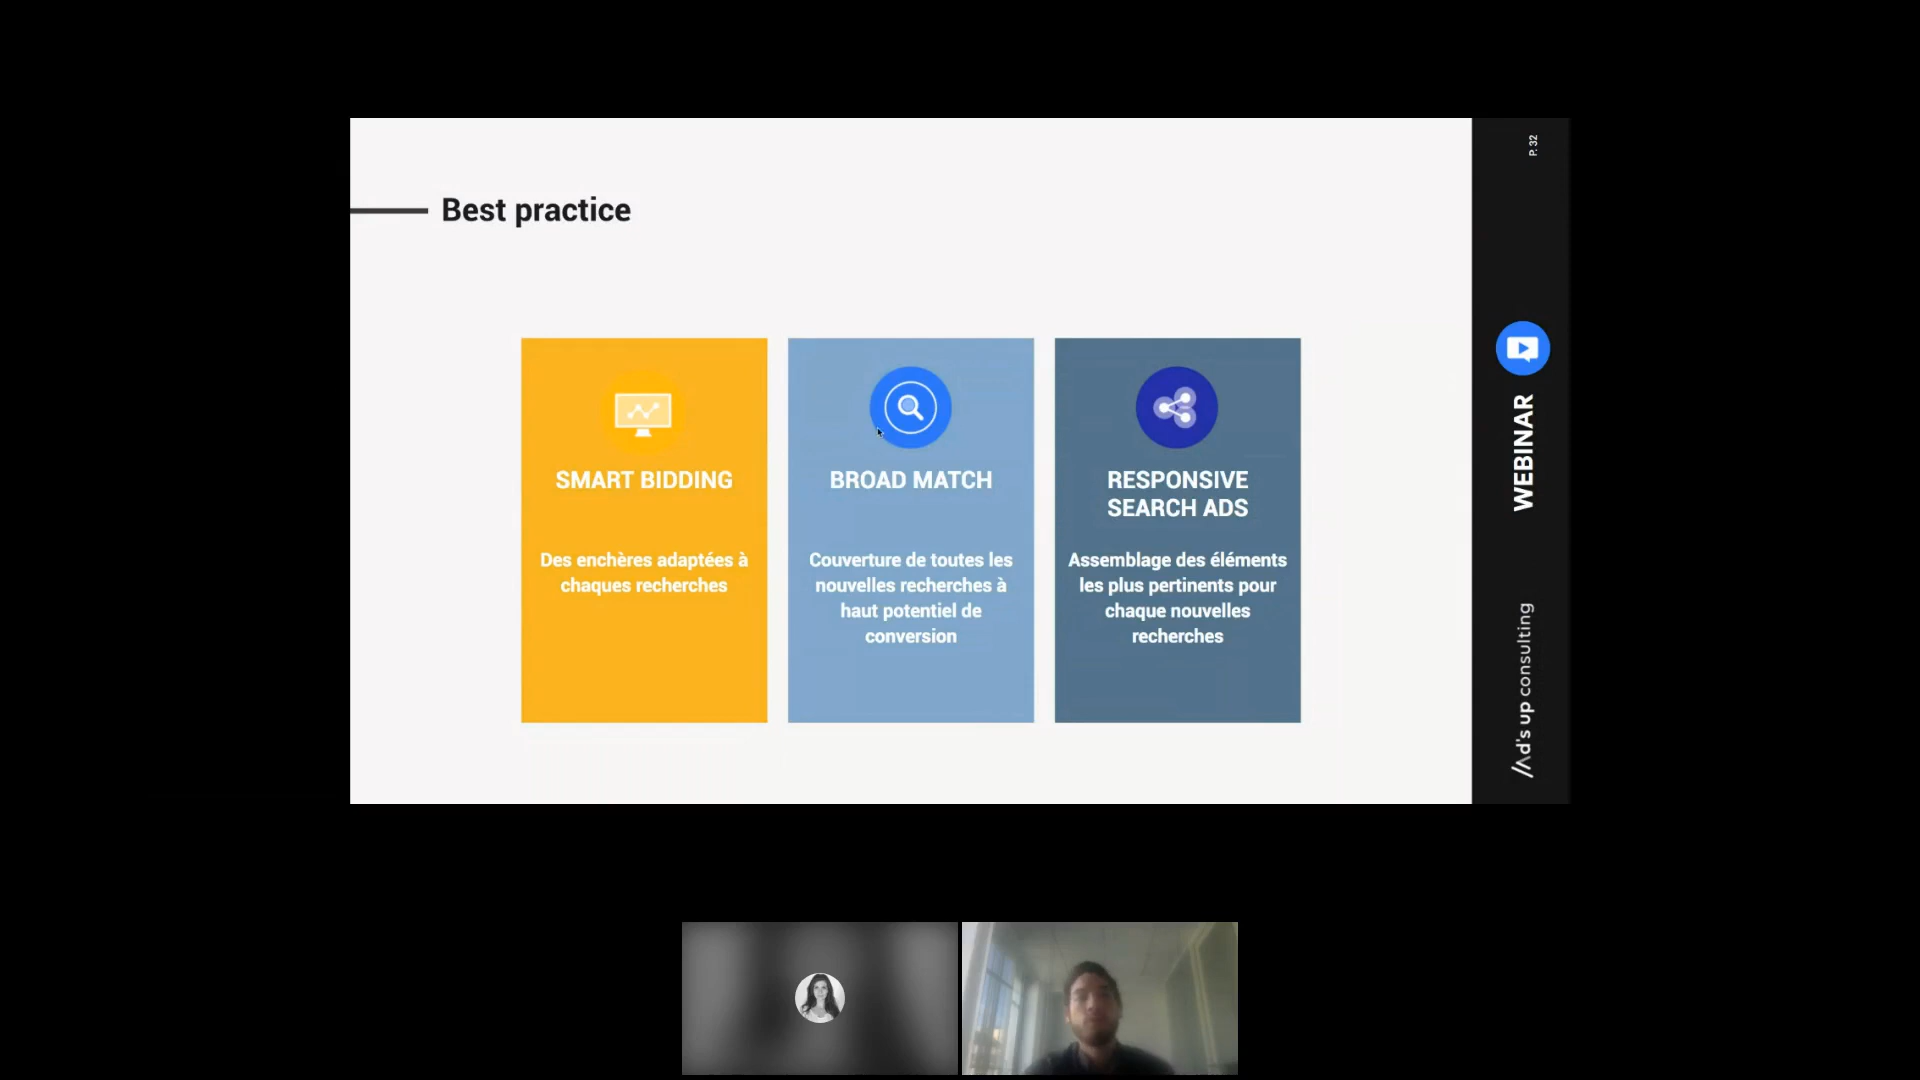 P. 32
Best practice
SMART BIDDING
Des enchères adaptées à
chaques recherches
BROAD MATCH
Couverture de toutes les
nouvelles recherches à
haut potentiel de
conversion
RESPONSIVE
SEARCH ADS
Assemblage des éléments
les plus pertinents pour
chaque nouvelles
recherches
WEBINAR
//Ad's up consulting